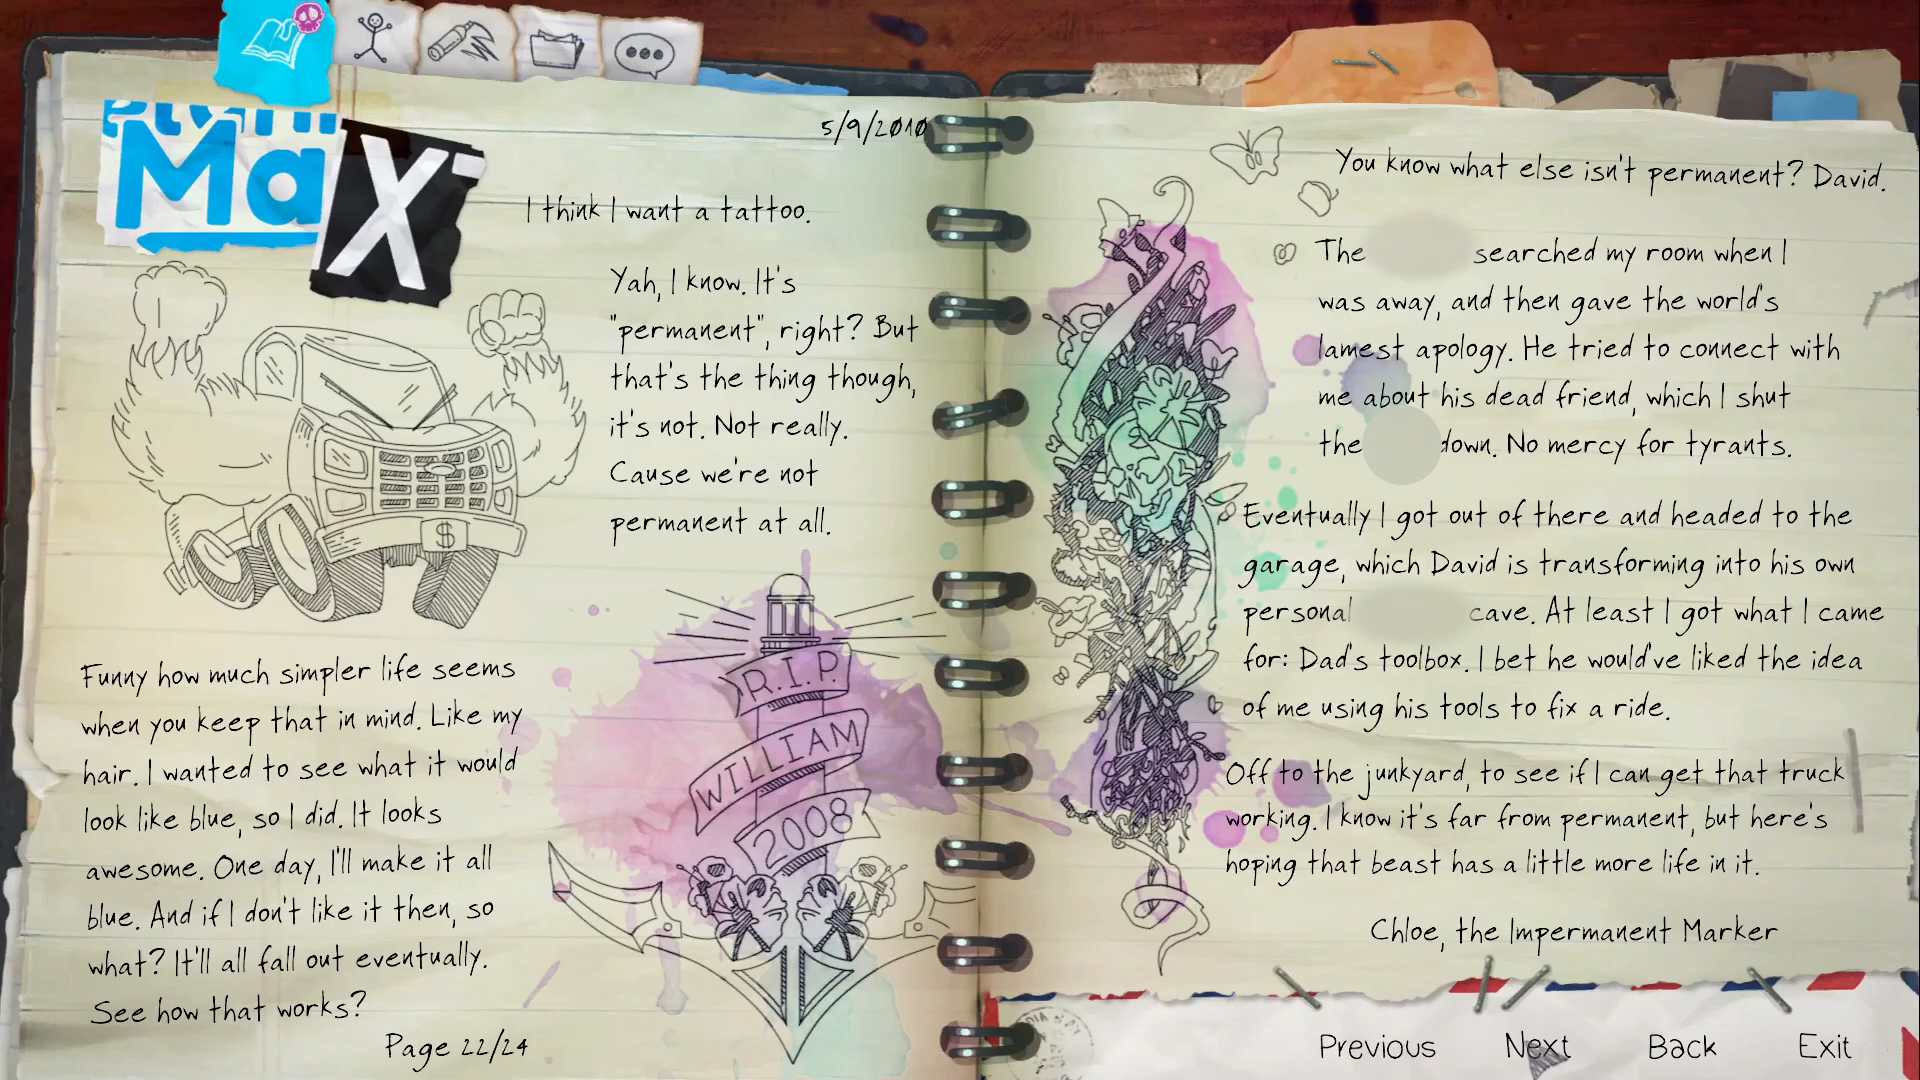 Max
5/9/2010
I think I want a tattoo.
Yah, I know. It's
"permanent", right? But
that's the thing though,
it's not. Not really.
Cause we're not
permanent at all.
$
R.I.P.
WILLIAM
2008
Funny how much simpler life seems
when you keep that in mind. Like my
hair. I wanted to see what it would
look like blue, so I did. It looks
awesome. One day, I'll make it all
blue. And if I don't like it then, so
what? It'll all fall out eventually.
See how that works?
Page 22/24
You know what else isn't permanent? David.
The searched my room when I
was away, and then gave the world's
lamest apology. He tried to connect with
me about his dead friend, which I shut
the down. No mercy for tyrants.
Eventually I got out of there and headed to the
garage, which David is transforming into his own
personal cave. At least I got what I came
for: Dad's toolbox. I bet he would've liked the idea
of me using his tools to fix a ride.
Off to the junkyard, to see if I can get that truck
working. I know it's far from permanent, but here's
hoping that beast has a little more life in it.
Chloe, the Impermanent Marker
Previous Next Back Exit